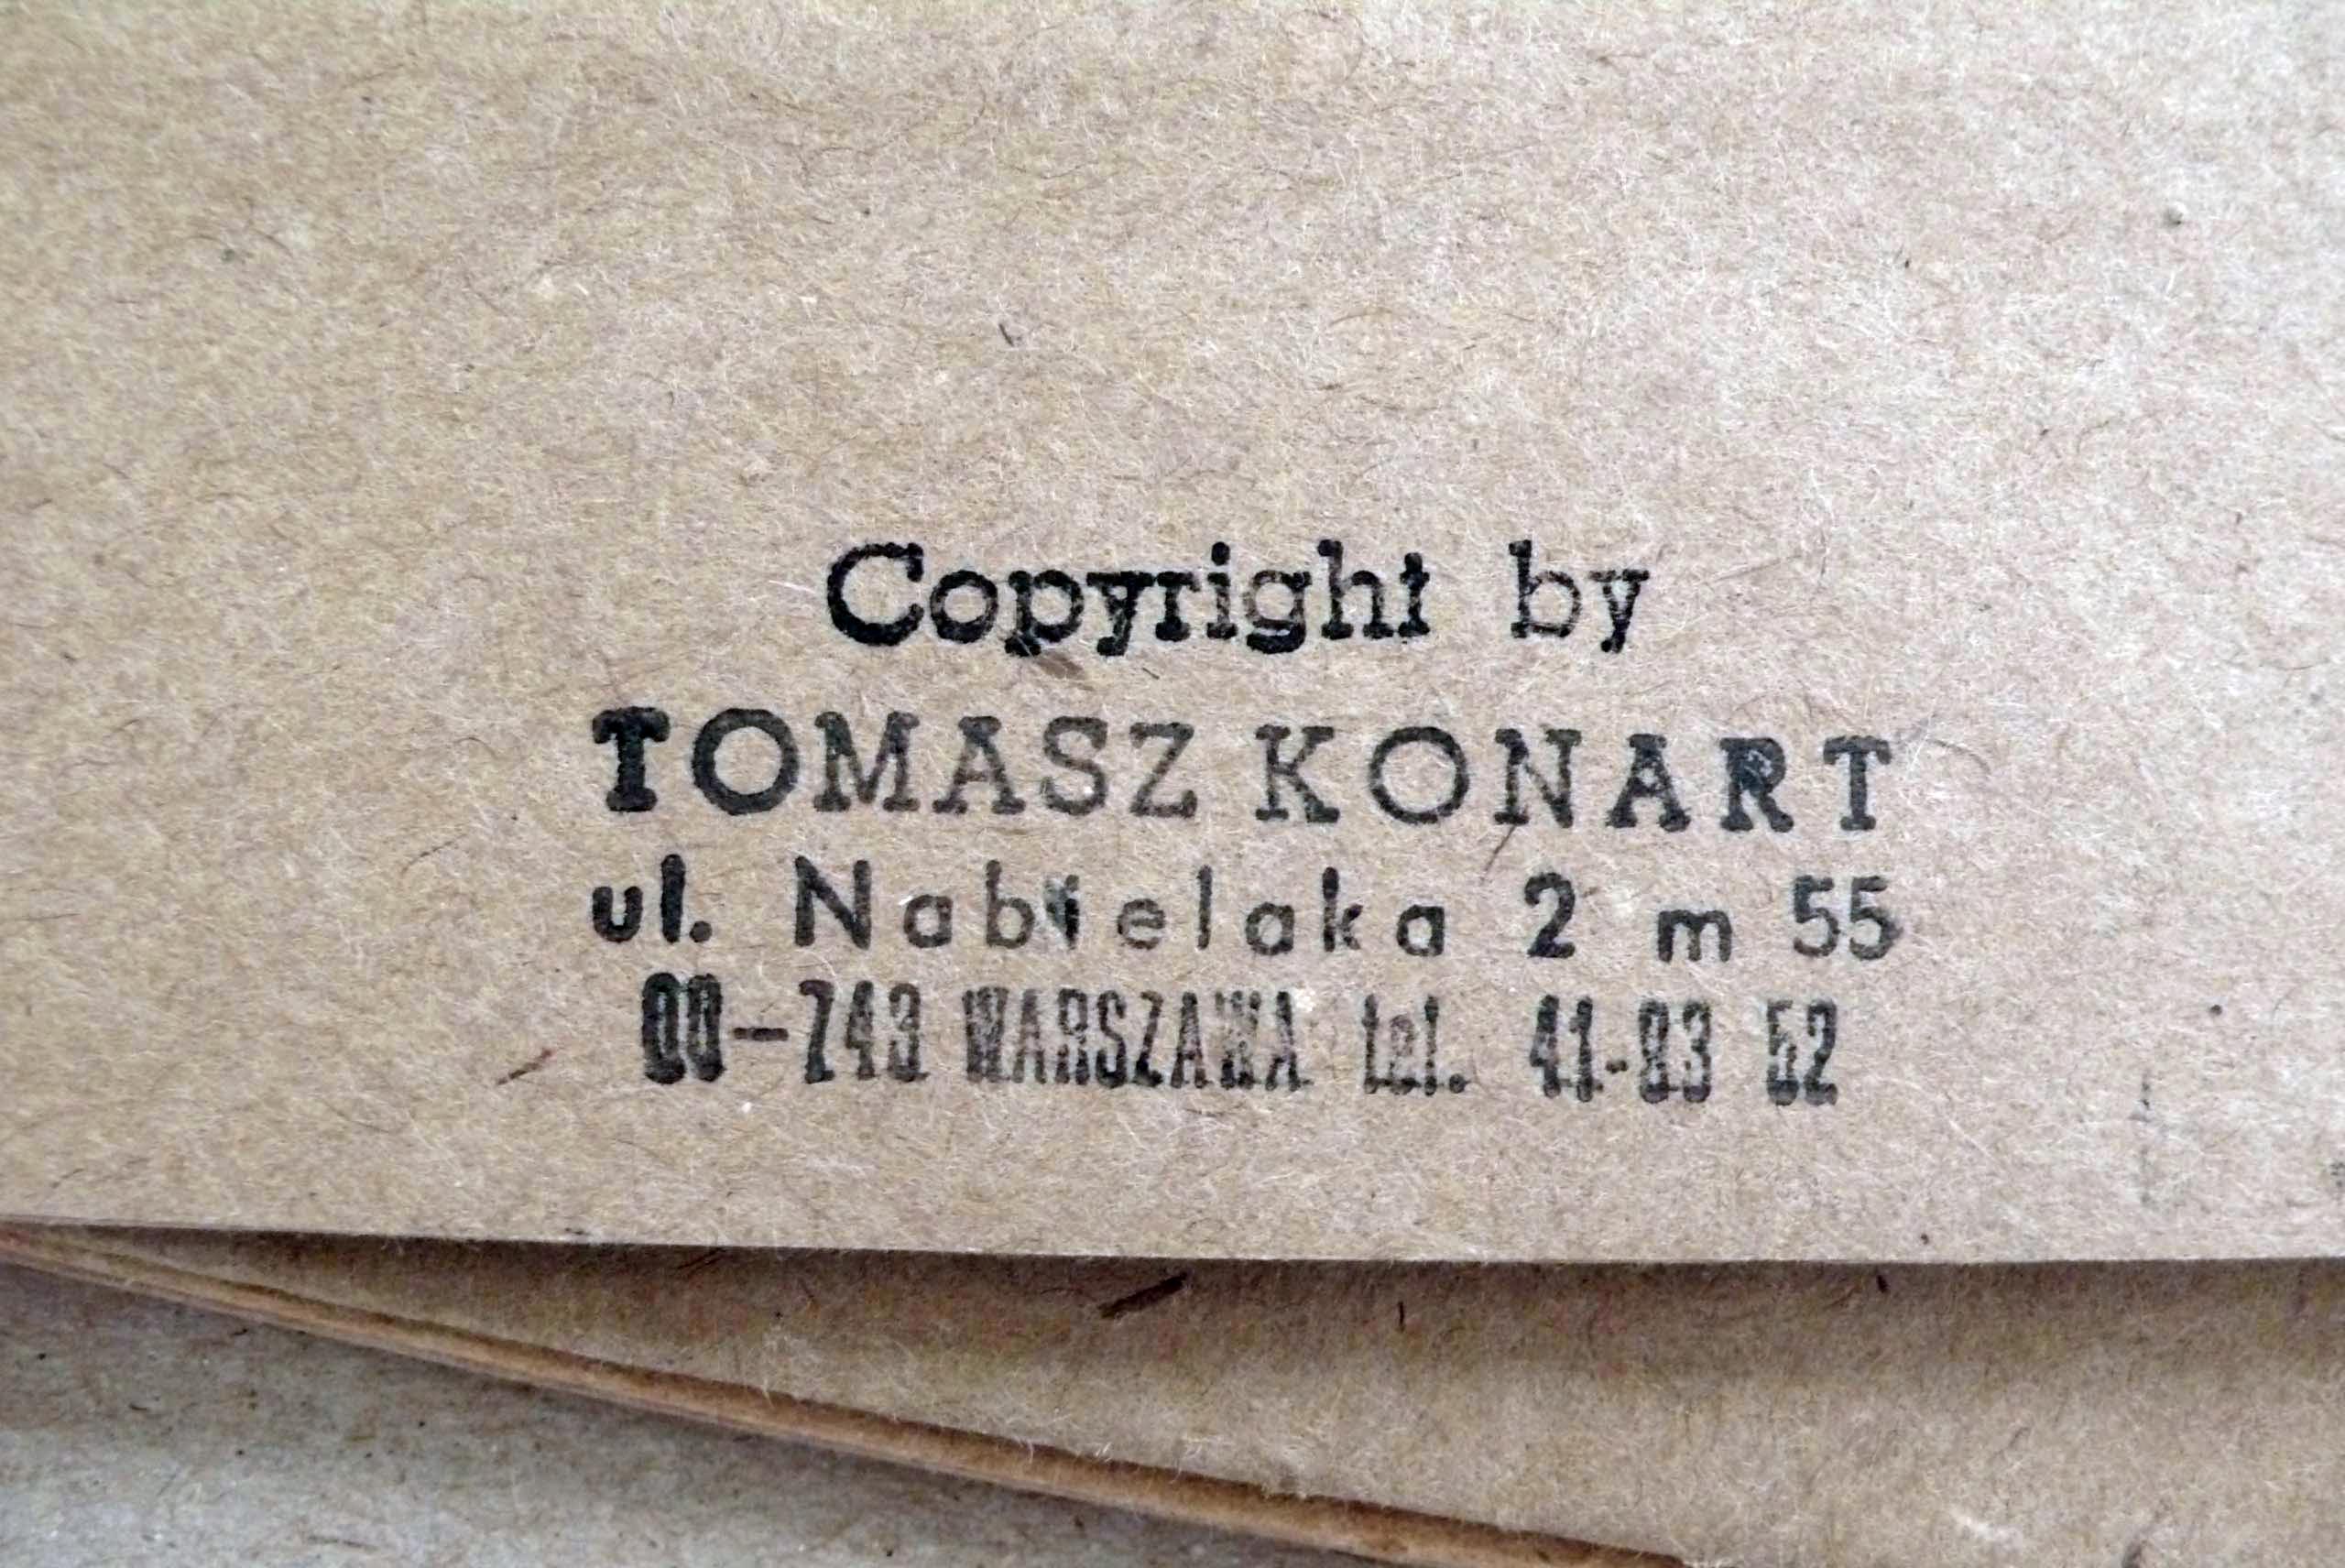 Copyright by
TOMASZ KONART
ul. Nabielaka 2 m 55
00-743 WARSZAWA tel. 41-83 52